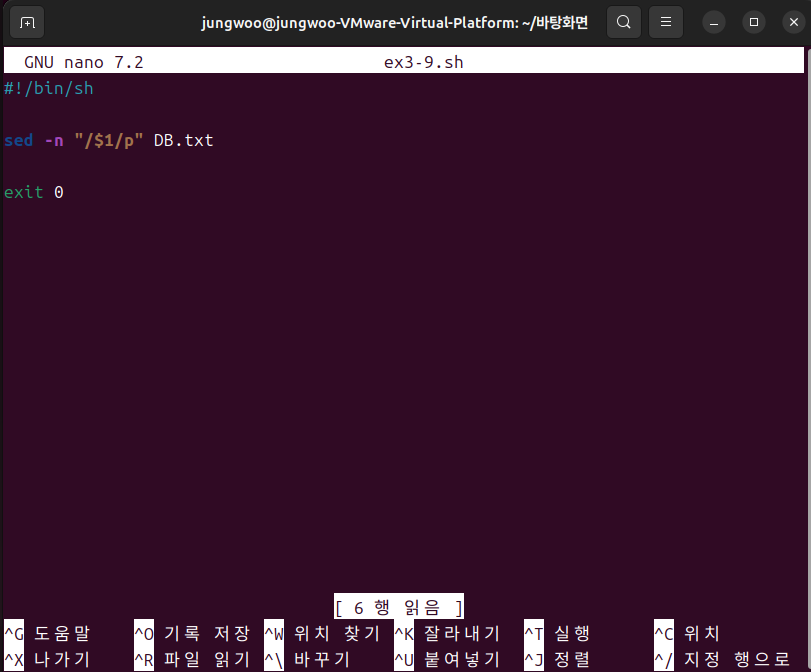 jungwoo@jungwoo-VMware-Virtual-Platform: ~/바탕화면
GNU nano 7.2 ex3-9.sh
#!/bin/sh
sed -n "/$1/p" DB.txt
exit 0
[ 6 행 읽음 ]
^G 도움말 ^O 기록 저장 ^W 위치 찾기 ^K 잘라내기 ^T 실행 ^C 위치
^X 나가기 ^R 파일 읽기 ^\ 바꾸기 ^U 붙여넣기 ^J 정렬 ^/ 지정 행으로